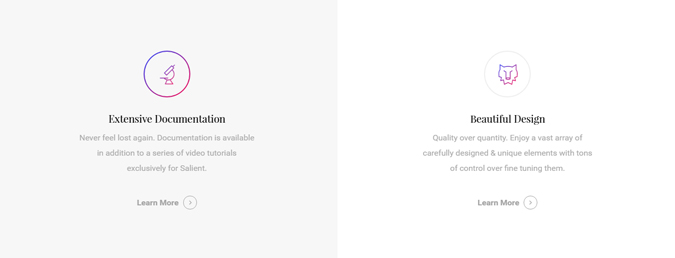 Extensive Documentation
Never feel lost again. Documentation is available
in addition to a series of video tutorials
exclusively for Salient.
Learn More
Beautiful Design
Quality over quantity. Enjoy a vast array of
carefully designed & unique elements with tons
of control over fine tuning them.
Learn More